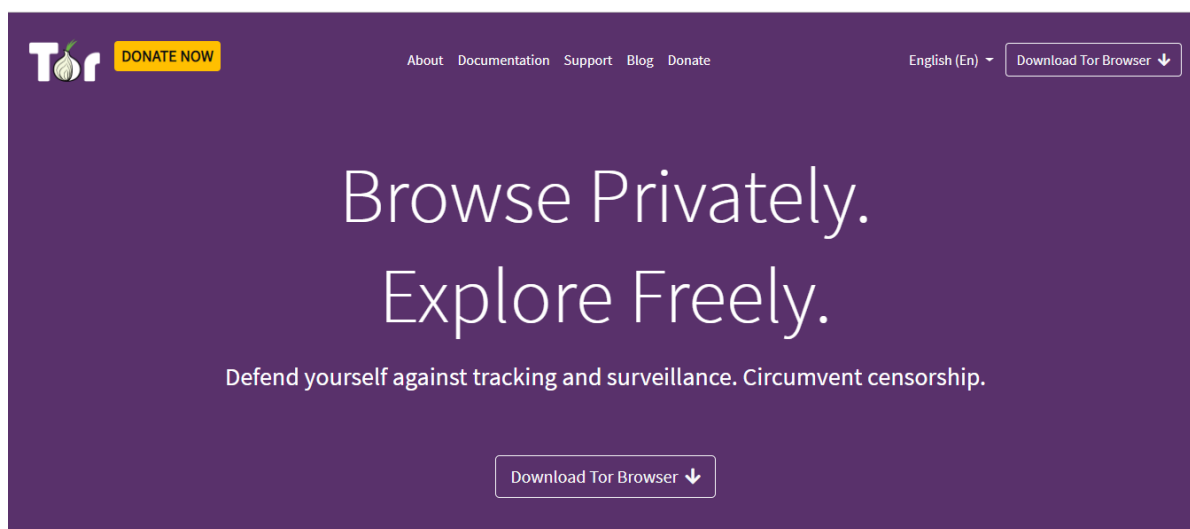 Tor
DONATE NOW
About Documentation Support Blog Donate
English (En)
Download Tor Browser
Browse Privately.
Explore Freely.
Defend yourself against tracking and surveillance. Circumvent censorship.
Download Tor Browser